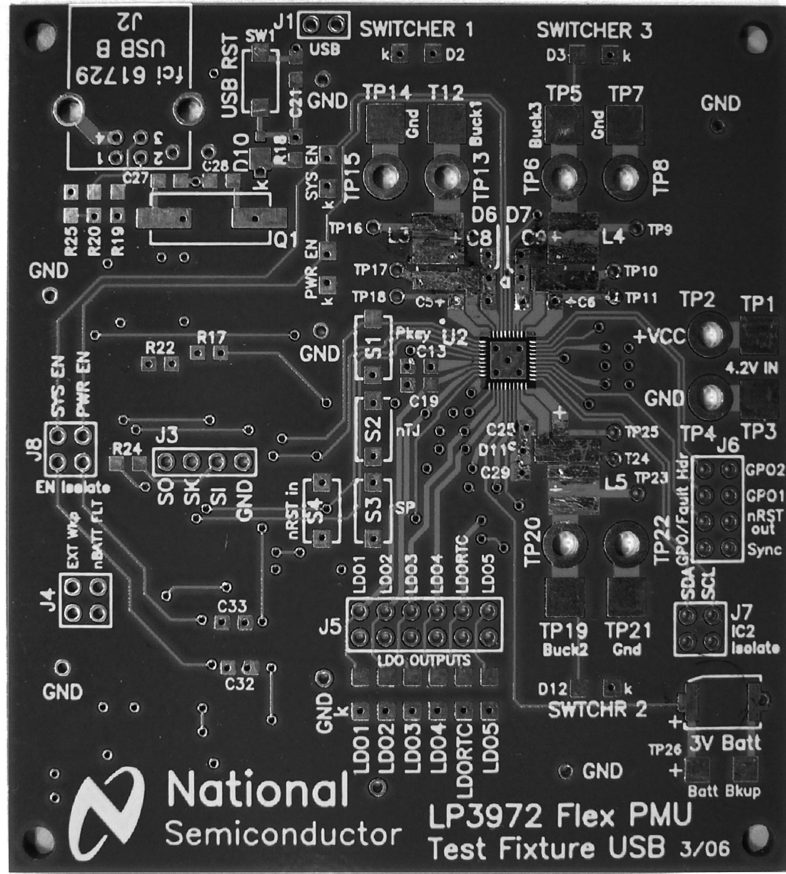 J2
USB B
fci 61729
4
3
1
2
J1
USB
SWITCHER 1
SWITCHER 3
SW1
k
D2
D3
k
USB RST
C21
GND
TP14
T12
TP5
TP7
GND
Gnd
Buck1
Buck3
Gnd
D10
R18
SYS EN
TP15
TP13
TP6
TP8
C27
C28
k
k
R25
R20
R19
Q1
PWR EN
k
TP16
D6
D7
TP9
L3
C8
C9
L4
TP17
TP10
TP18
C5
C6
TP11
GND
GND
TP2
TP1
+VCC
4.2V IN
GND
TP4
TP3
U2
Pkey
S1
C13
C19
R17
R22
SYS EN
PWR EN
S2
nTJ
C25
D11
C29
TP25
T24
TP23
L5
J8
R24
J3
SO
SK
SI
GND
EN Isolate
nRST in
S4
S3
SP
J6
GPO/Fault Hdr
GPO2
GPO1
nRST
out
Sync
EXT Wkp
nBATT FLT
TP20
TP22
J4
LDO1
LDO2
LDO3
LDO4
LDORTC
LDO5
J5
LDO OUTPUTS
SDA
SCL
J7
IC2
Isolate
TP19
Buck2
TP21
Gnd
C33
C32
GND
GND
k
D12
k
SWTCHR 2
LDO1
LDO2
LDO3
LDO4
LDORTC
LDO5
+
3V Batt
TP26
+
Batt Bkup
GND
National
Semiconductor
LP3972 Flex PMU
Test Fixture USB 3/06